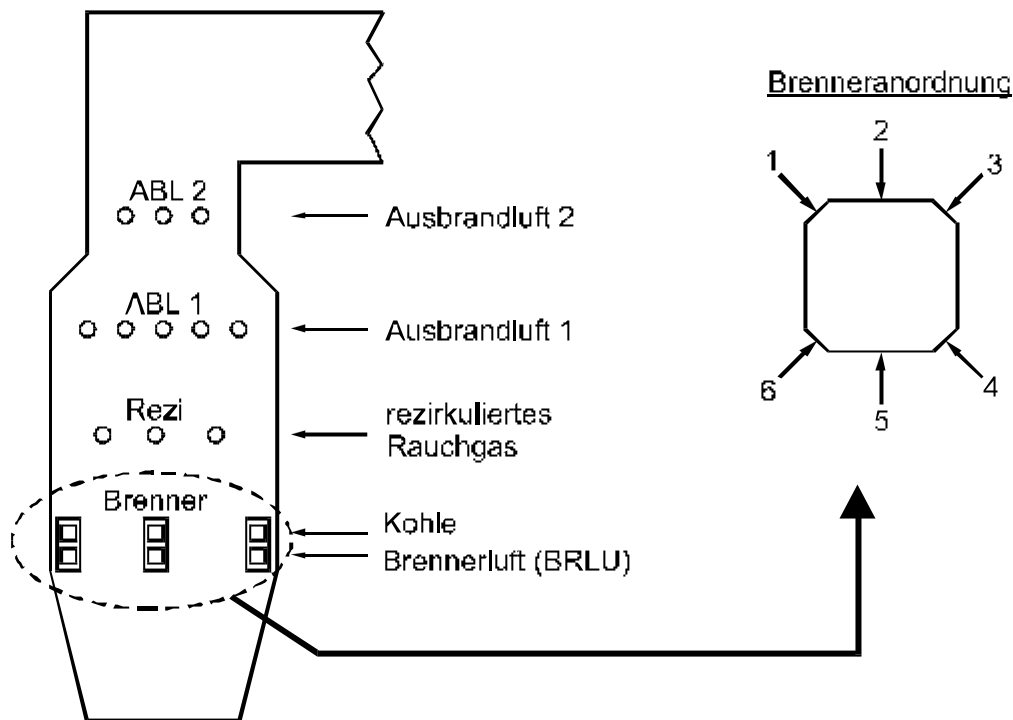 ABL 2
Ausbrandluft 2
ABL 1
Ausbrandluft 1
Rezi
rezirkuliertes
Rauchgas
Brenner
Kohle
Brennerluft (BRLU)
Brenneranordnung
1
2
3
4
5
6